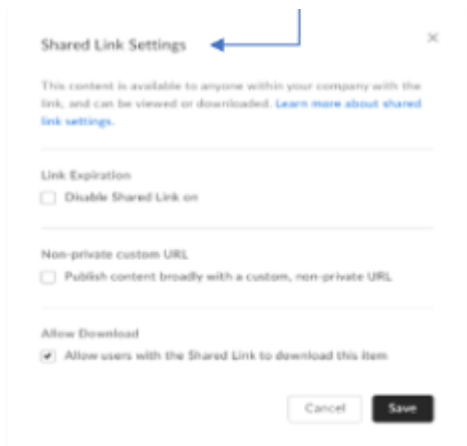 Shared Link Settings
This content is available to anyone within your company with the
link, and can be viewed or downloaded. Learn more about shared
link settings.
Link Expiration
Disable Shared Link on
Non-private custom URL
Publish content broadly with a custom, non-private URL
Allow Download
Allow users with the Shared Link to download this item
Cancel Save